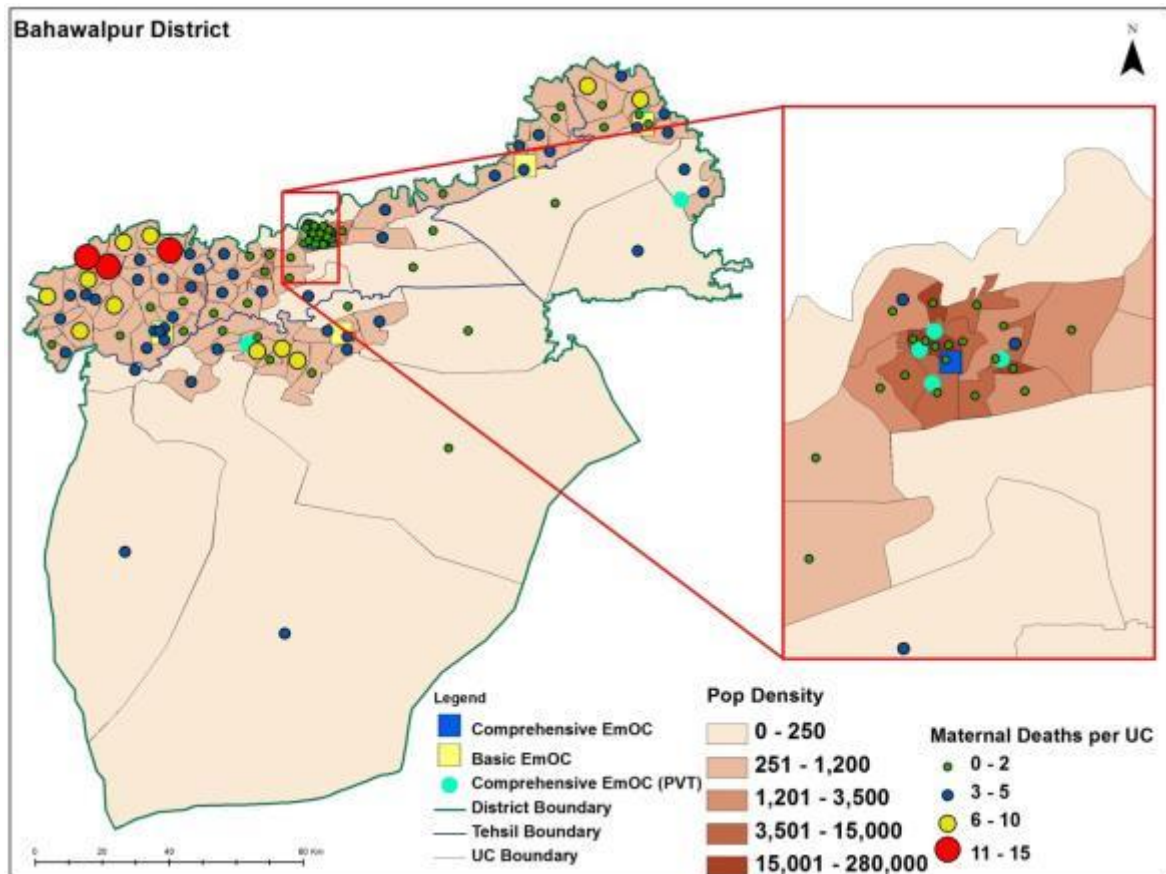 Bahawalpur District
N
Legend
Comprehensive EmOC
Basic EmOC
Comprehensive EmOC (PVT)
District Boundary
Tehsil Boundary
UC Boundary
0 20 40 80 Km
Pop Density
0 - 250
251 - 1,200
1,201 - 3,500
3,501 - 15,000
15,001 - 280,000
Maternal Deaths per UC
0 - 2
3 - 5
6 - 10
11 - 15